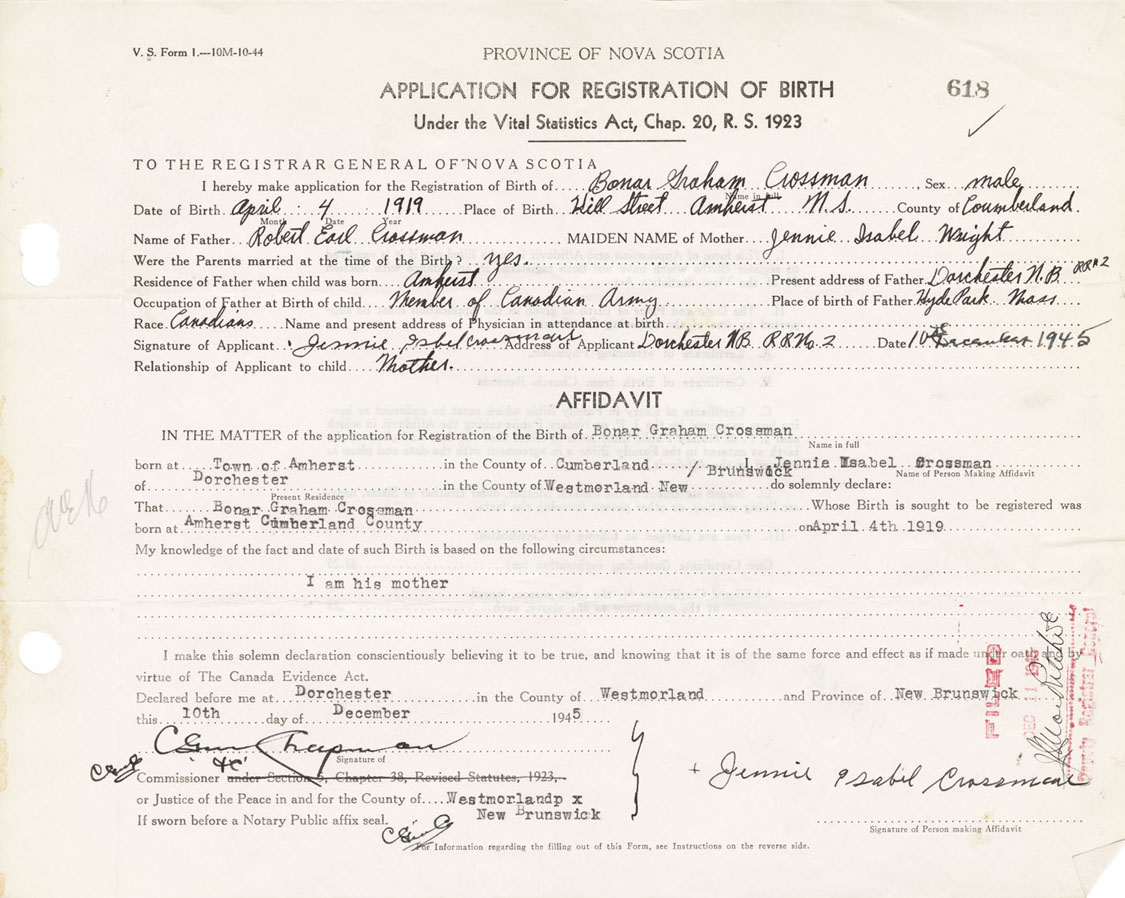 V. S. Form 1.—10M-10-44
PROVINCE OF NOVA SCOTIA
APPLICATION FOR REGISTRATION OF BIRTH
618
Under the Vital Statistics Act, Chap. 20, R. S. 1923
TO THE REGISTRAR GENERAL OF NOVA SCOTIA
I hereby make application for the Registration of Birth of Bonar Graham Crossman, Sex male
Name in full
Date of Birth April 4 1919 Place of Birth Hill Street Amherst N.S. County of Coumberland
Month Date Year
Name of Father Robert Earl Crossman MAIDEN NAME of Mother Jennie Isabel Wright
Were the Parents married at the time of the Birth? yes.
Residence of Father when child was born Amherst Present address of Father Dorchester N.B. RR#2
Occupation of Father at Birth of child Member of Canadian Army Place of birth of Father Hyde Park Mass
Race Canadians Name and present address of Physician in attendance at birth
Signature of Applicant Jennie Isbel Crossman Address of Applicant Dorchester N.B. R.R.No.2 Date 10th December 1945
Relationship of Applicant to child Mother.
AFFIDAVIT
IN THE MATTER of the application for Registration of the Birth of Bonar Graham Crossman
Name in full
born at Town of Amherst in the County of Cumberland / I, Jennie Isabel Crossman
of Dorchester in the County of Westmorland New Brunswick do solemnly declare:
Name of Person Making Affidavit
Present Residence
That Bonar Graham Crossman Whose Birth is sought to be registered was
born at Amherst Cumberland County on April 4th 1919
My knowledge of the fact and date of such Birth is based on the following circumstances:
I am his mother
I make this solemn declaration conscientiously believing it to be true, and knowing that it is of the same force and effect as if made under oath and by
virtue of The Canada Evidence Act.
Declared before me at Dorchester in the County of Westmorland and Province of New Brunswick
this 10th day of December 1945
Chapman
Signature of
Commissioner under Section 5, Chapter 38, Revised Statutes, 1923,
or Justice of the Peace in and for the County of Westmorlandp x
New Brunswick
If sworn before a Notary Public affix seal.
+ Jennie Isabel Crossman
Signature of Person making Affidavit
For Information regarding the filling out of this Form, see Instructions on the reverse side.
FILED
DEC 11 1945
Deputy Registrar General